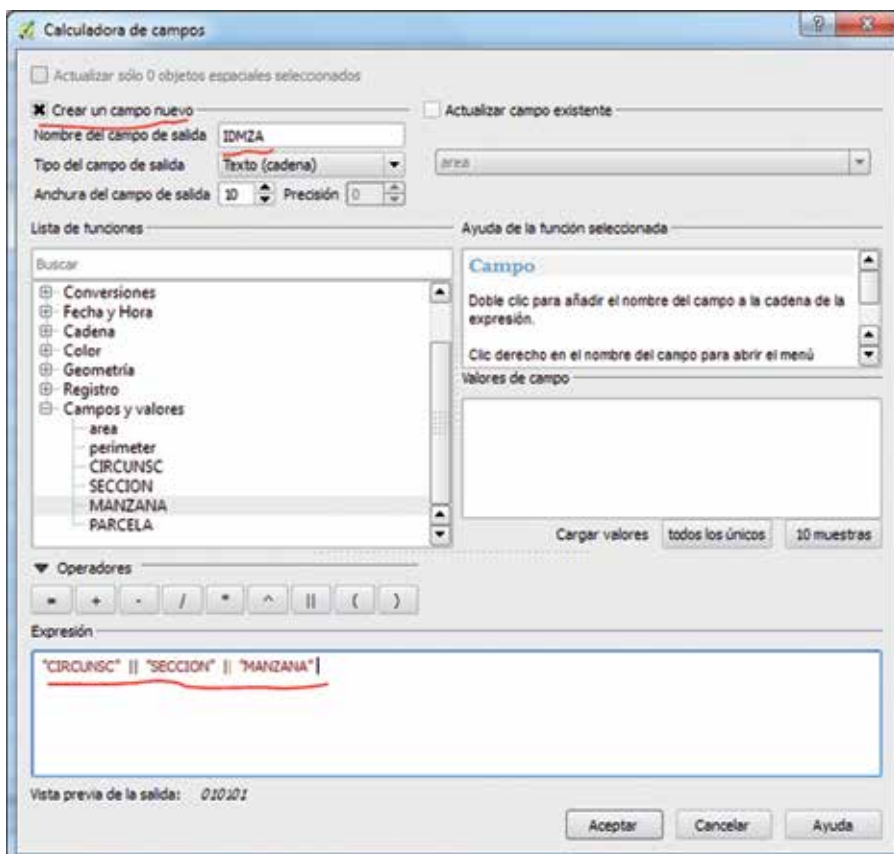 Calculadora de campos
Actualizar sólo 0 objetos espaciales seleccionados
Crear un campo nuevo
Actualizar campo existente
Nombre del campo de salida IDMZA
Tipo del campo de salida Texto (cadena)
area
Anchura del campo de salida 10 Precisión 0
Lista de funciones
Ayuda de la función seleccionada
Buscar
Conversiones
Fecha y Hora
Cadena
Color
Geometría
Registro
Campos y valores
area
perimeter
CIRCUNSC
SECCION
MANZANA
PARCELA
Campo
Doble clic para añadir el nombre del campo a la cadena de la
expresión.
Clic derecho en el nombre del campo para abrir el menú
Valores de campo
Cargar valores todos los únicos 10 muestras
Operadores
= + - / * ^ || ( )
Expresión
"CIRCUNSC" || "SECCION" || "MANZANA"
Vista previa de la salida: 010101
Aceptar Cancelar Ayuda